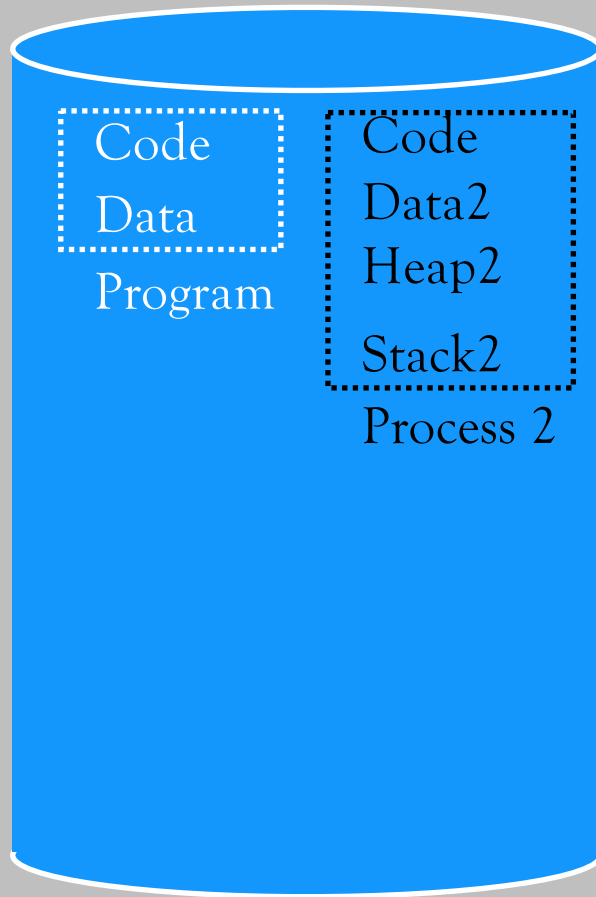 Code
Data
Program
Code
Data2
Heap2
Stack2
Process 2